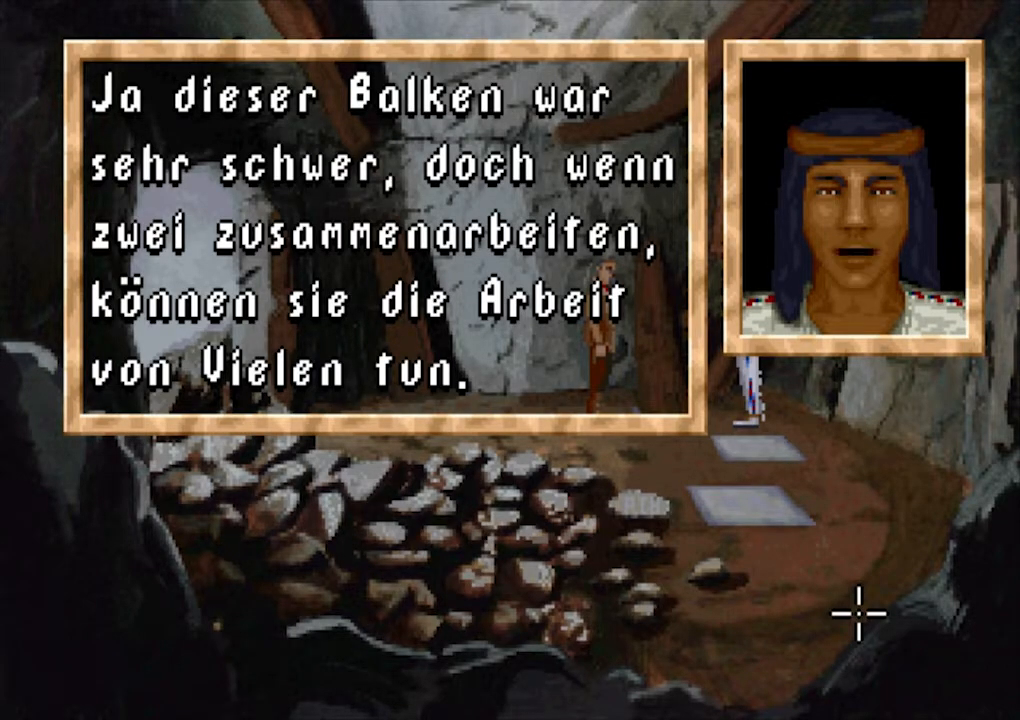 Ja dieser Balken war
sehr schwer, doch wenn
zwei zusammenarbeiten,
können sie die Arbeit
von Vielen tun.